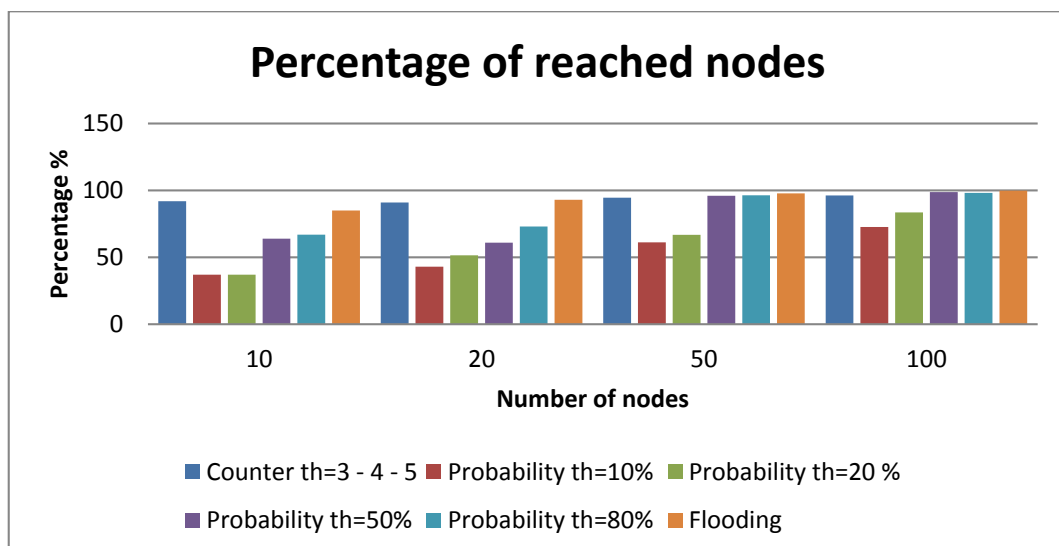 Percentage of reached nodes
150
100
50
0
Percentage %
10 20 50 100
Number of nodes
Counter th=3 - 4 - 5 Probability th=10% Probability th=20 %
Probability th=50% Probability th=80% Flooding